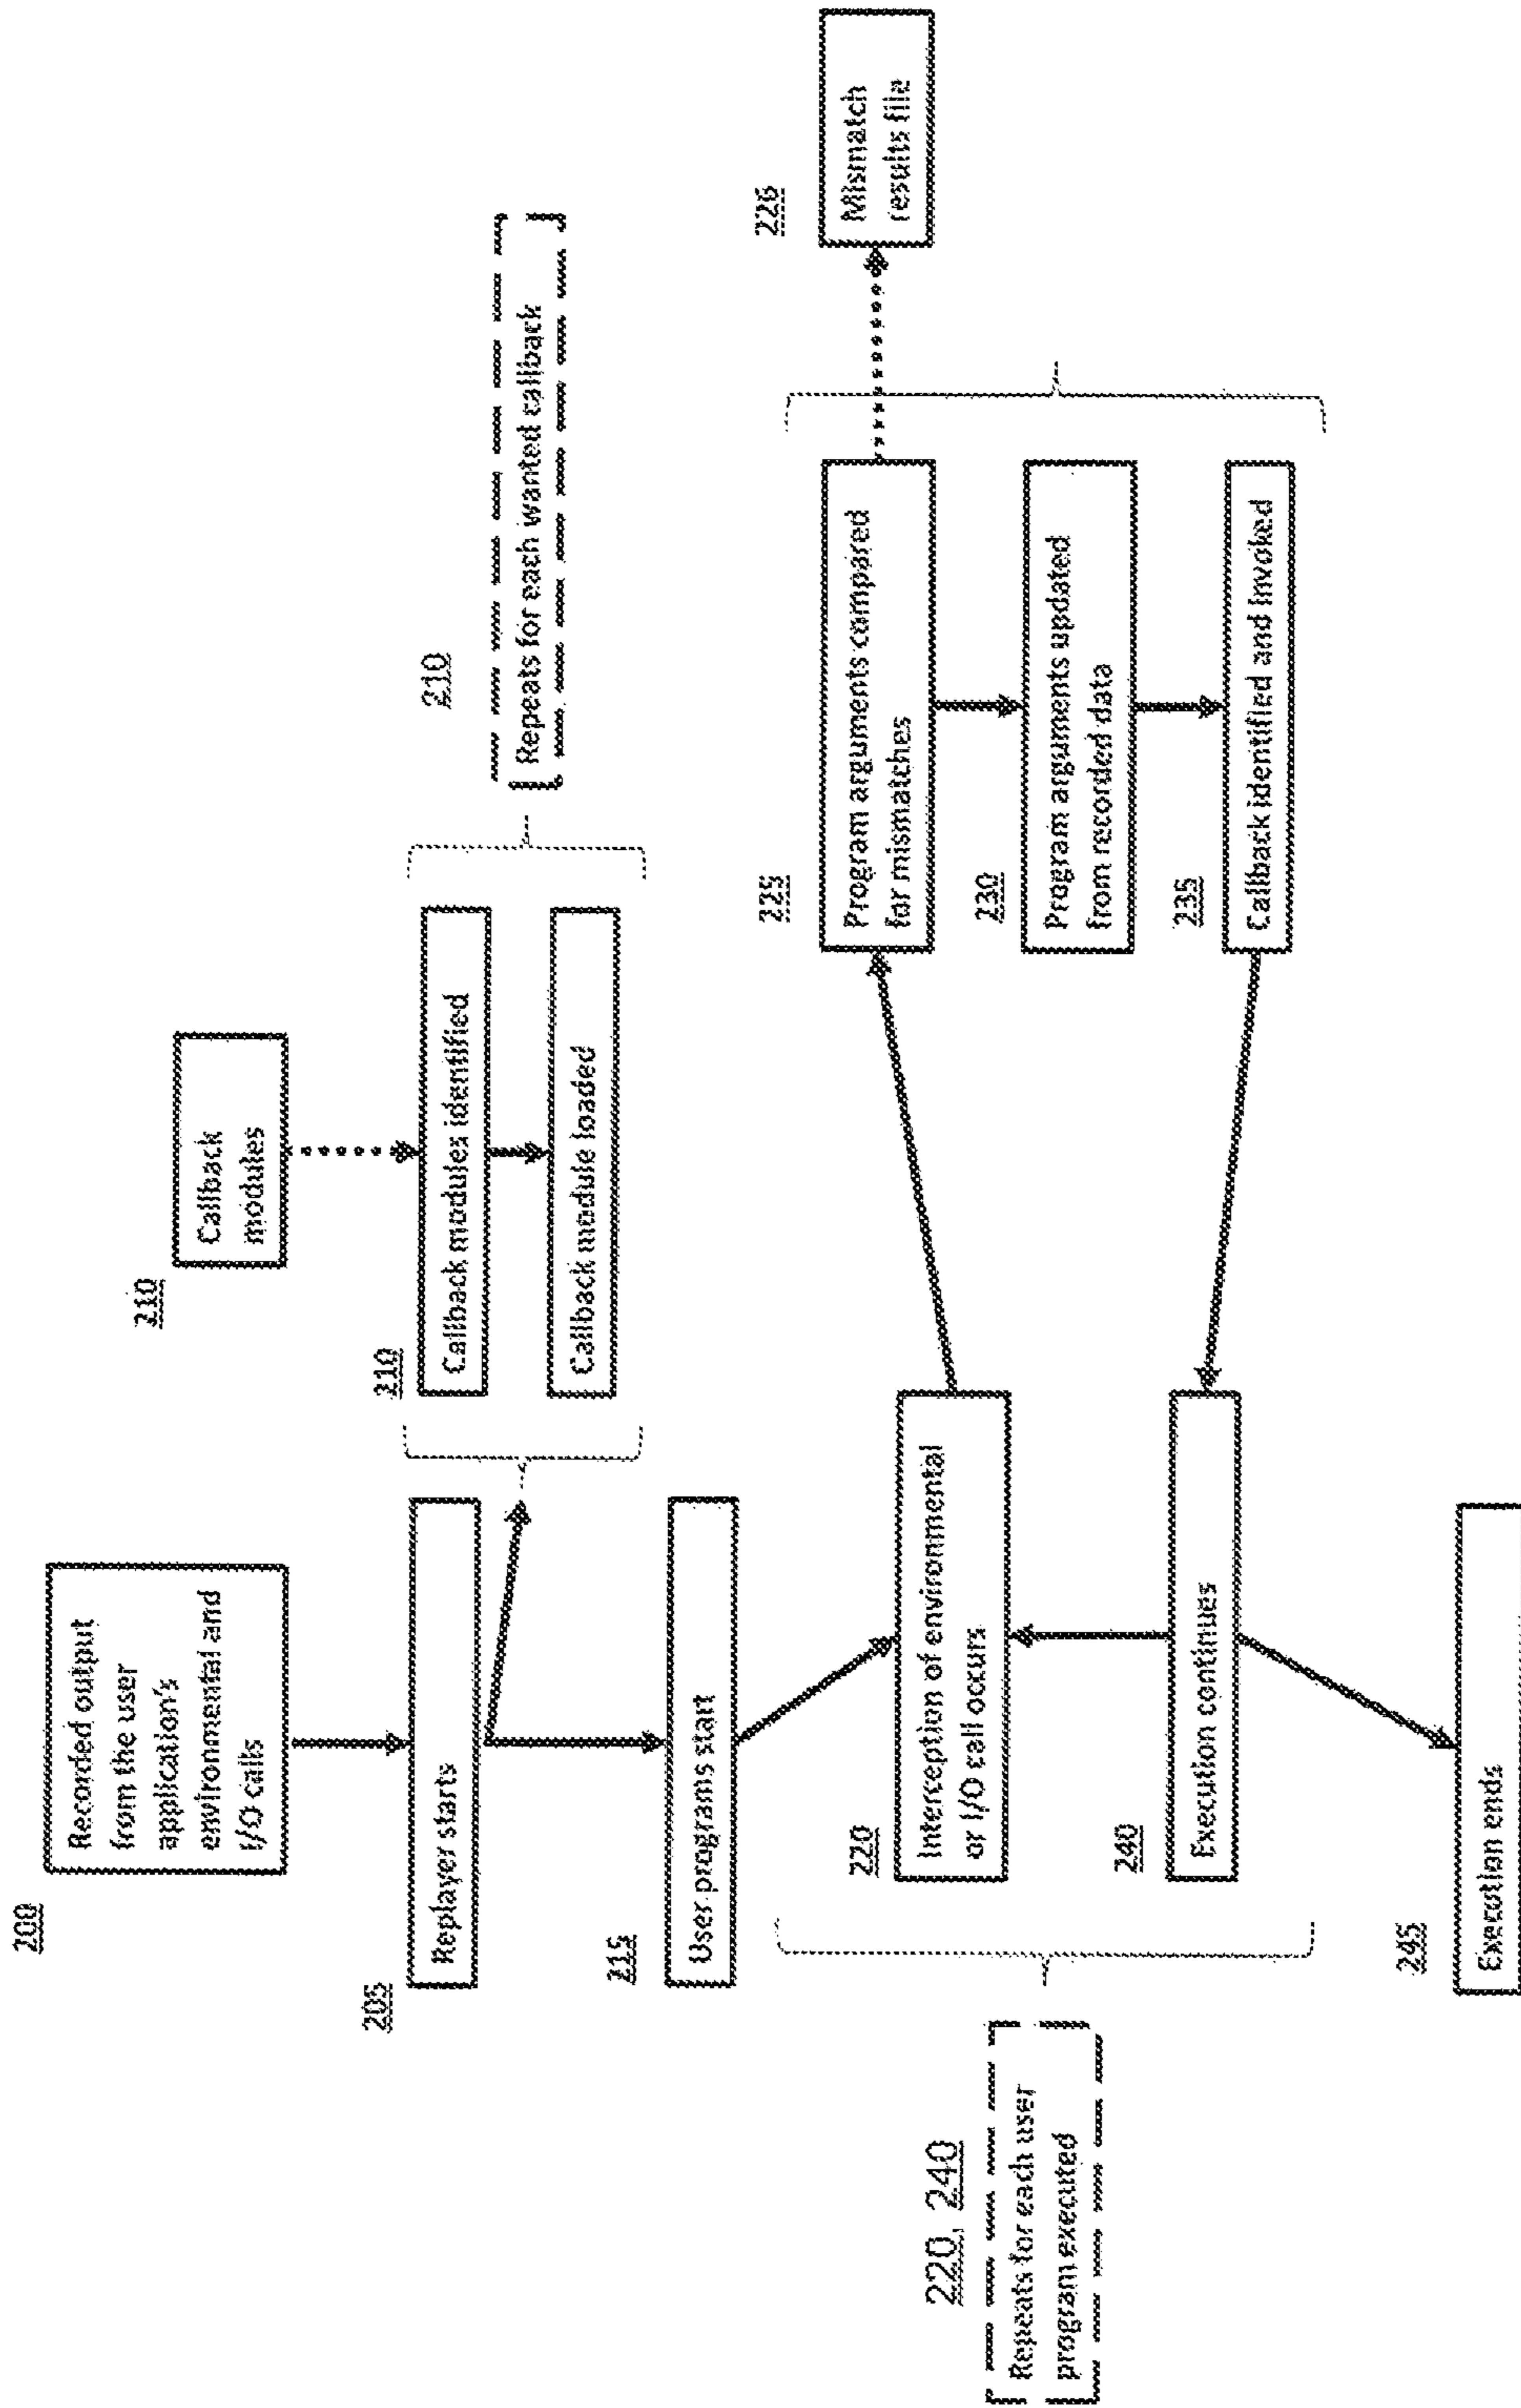 200
Recorded output
from the user
application's
environmental and
I/O calls
210
Callback
modules
205
Replayer starts
210
Callback modules identified
Callback module loaded
210
Repeats for each wanted callback
215
User programs start
220, 240
Repeats for each user
program executed
220
Interception of environmental
or I/O call occurs
225
Program arguments compared
for mismatches
226
Mismatch
results file
230
Program arguments updated
from recorded data
235
Callback identified and invoked
240
Execution continues
245
Execution ends